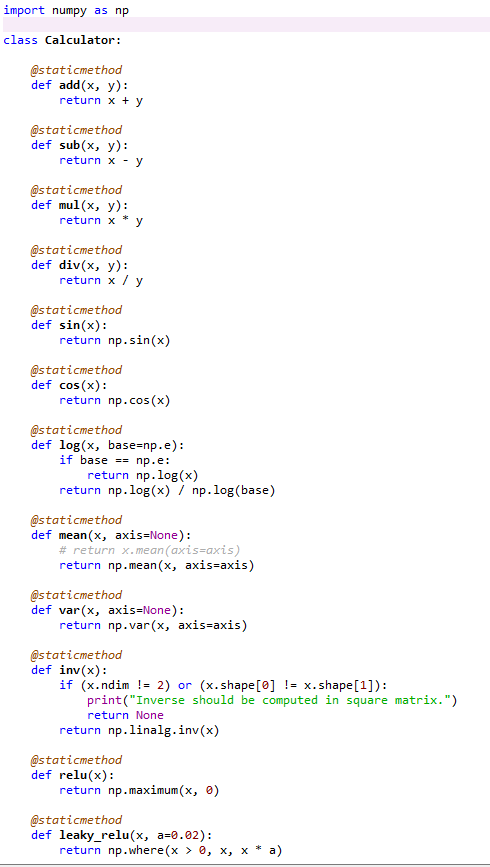 import numpy as np
class Calculator:
@staticmethod
def add(x, y):
return x + y
@staticmethod
def sub(x, y):
return x - y
@staticmethod
def mul(x, y):
return x * y
@staticmethod
def div(x, y):
return x / y
@staticmethod
def sin(x):
return np.sin(x)
@staticmethod
def cos(x):
return np.cos(x)
@staticmethod
def log(x, base=np.e):
if base == np.e:
return np.log(x)
return np.log(x) / np.log(base)
@staticmethod
def mean(x, axis=None):
# return x.mean(axis=axis)
return np.mean(x, axis=axis)
@staticmethod
def var(x, axis=None):
return np.var(x, axis=axis)
@staticmethod
def inv(x):
if (x.ndim != 2) or (x.shape[0] != x.shape[1]):
print("Inverse should be computed in square matrix.")
return None
return np.linalg.inv(x)
@staticmethod
def relu(x):
return np.maximum(x, 0)
@staticmethod
def leaky_relu(x, a=0.02):
return np.where(x > 0, x, x * a)